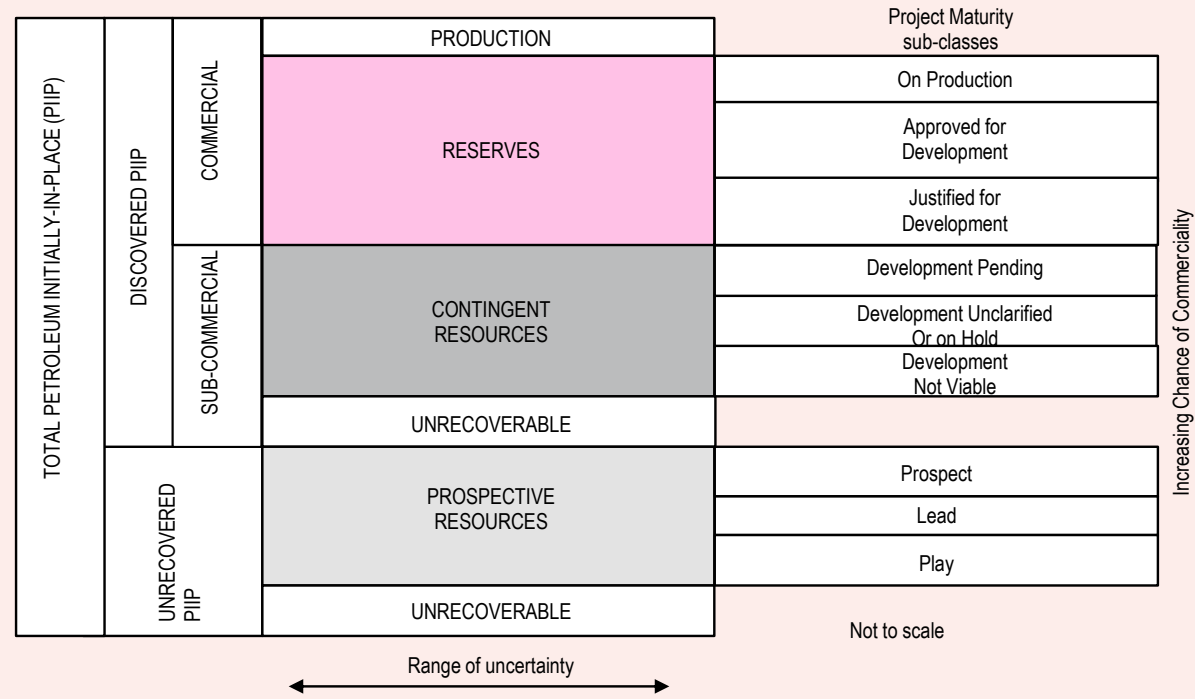 TOTAL PETROLEUM INITIALLY-IN-PLACE (PIIP)
DISCOVERED PIIP
COMMERCIAL
SUB-COMMERCIAL
UNRECOVERED
PIIP
PRODUCTION
RESERVES
CONTINGENT
RESOURCES
UNRECOVERABLE
PROSPECTIVE
RESOURCES
UNRECOVERABLE
Project Maturity
sub-classes
On Production
Approved for
Development
Justified for
Development
Development Pending
Development Unclarified
Or on Hold
Development
Not Viable
Prospect
Lead
Play
Not to scale
Increasing Chance of Commerciality
Range of uncertainty